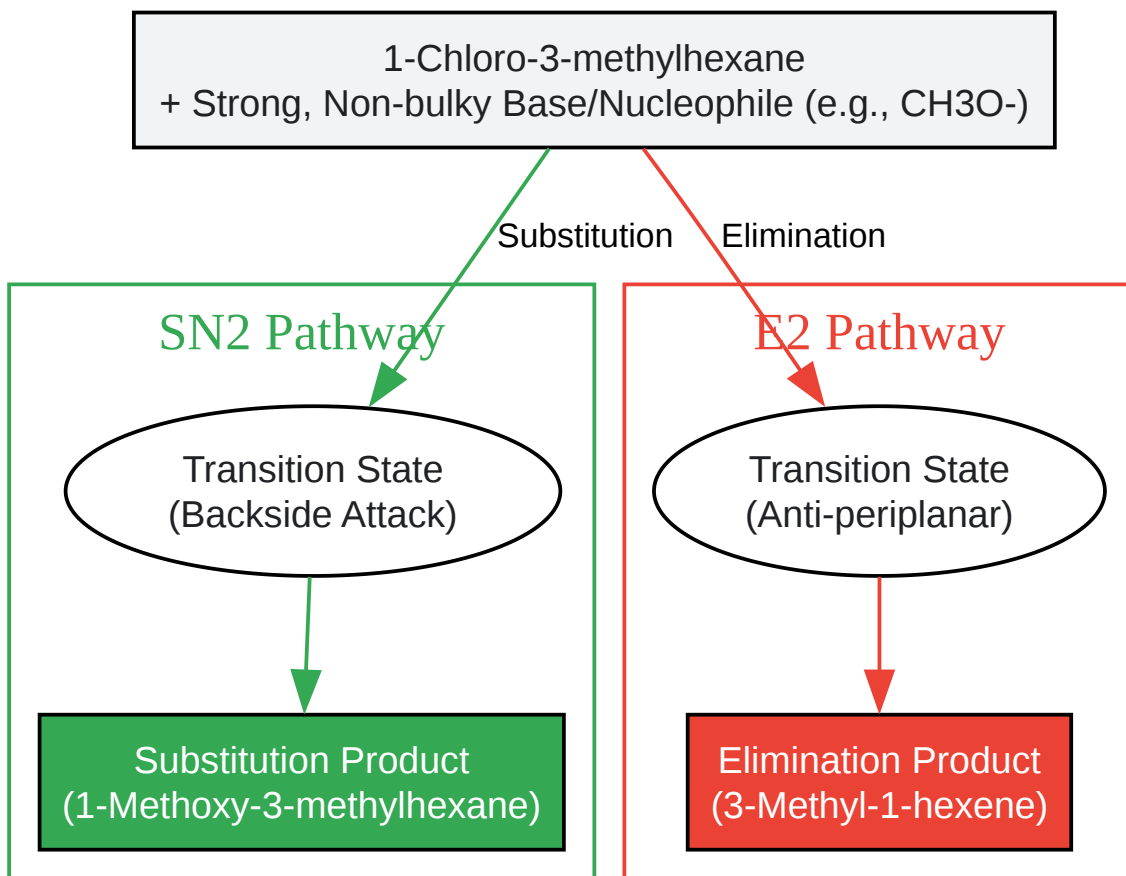 1-Chloro-3-methylhexane
+ Strong, Non-bulky Base/Nucleophile (e.g., CH3O-)
Substitution
Elimination
SN2 Pathway
E2 Pathway
Transition State
(Backside Attack)
Transition State
(Anti-periplanar)
Substitution Product
(1-Methoxy-3-methylhexane)
Elimination Product
(3-Methyl-1-hexene)